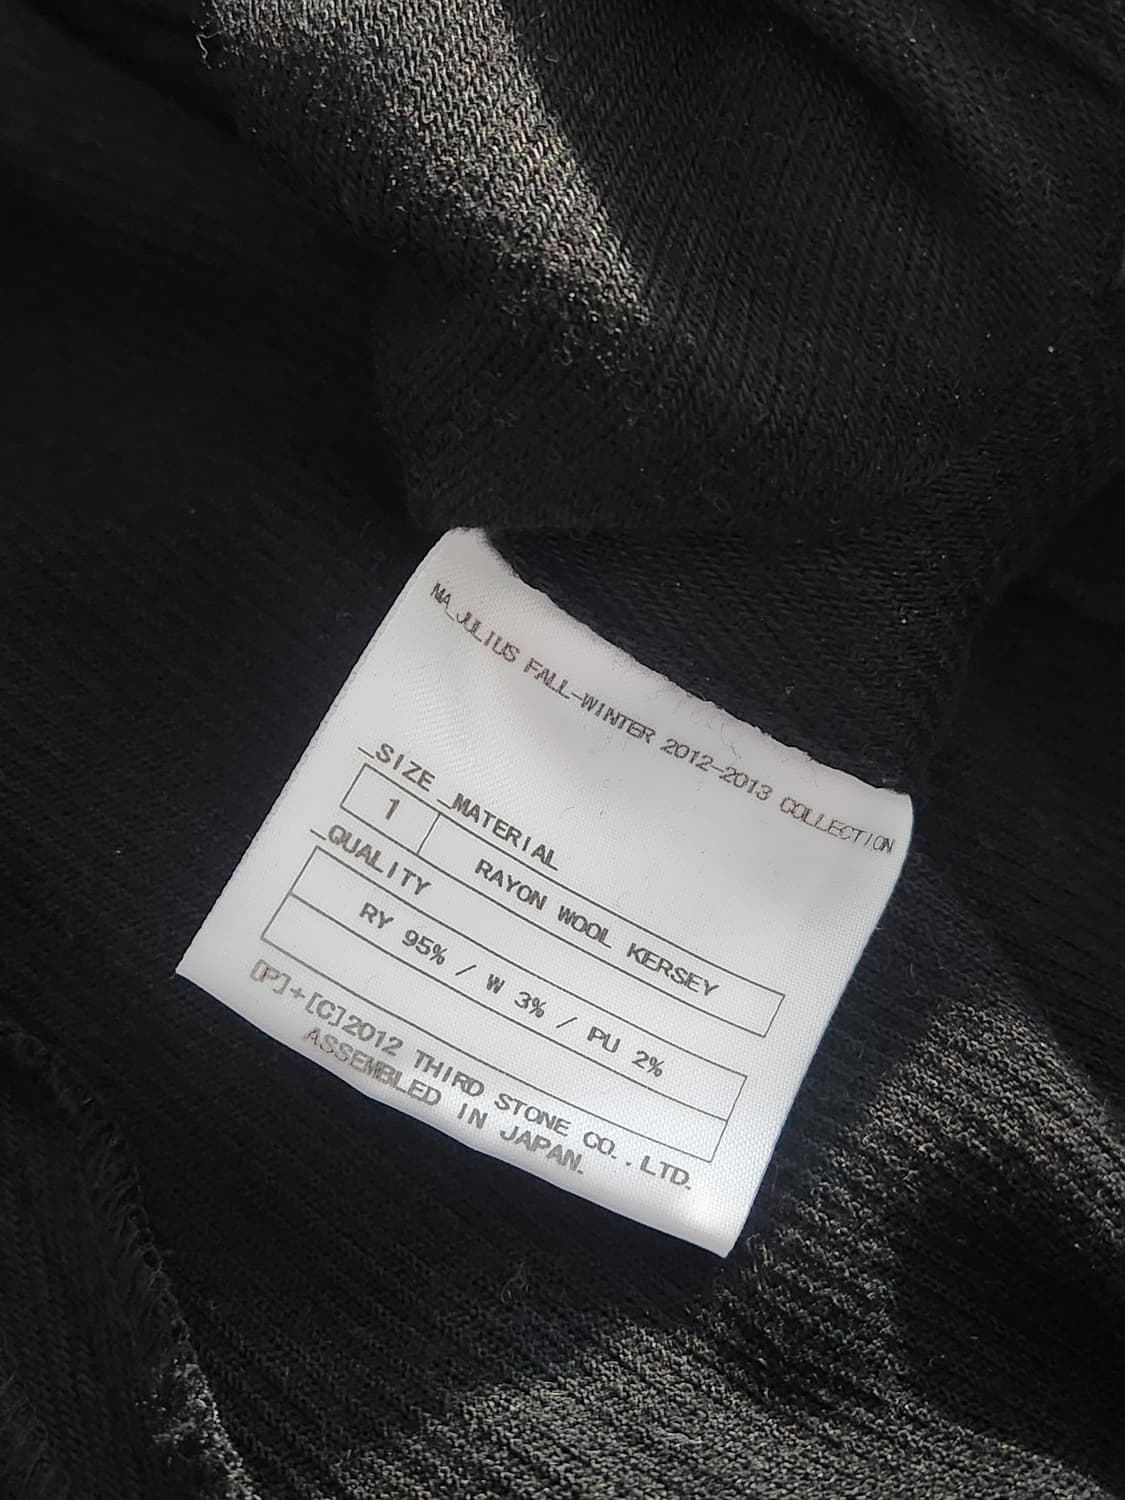 MA_JULIUS FALL-WINTER 2012-2013 COLLECTION
_SIZE _MATERIAL
1 RAYON WOOL KERSEY
_QUALITY
RY 95% / W 3% / PU 2%
[P]+[C]2012 THIRD STONE CO.,LTD.
ASSEMBLED IN JAPAN.